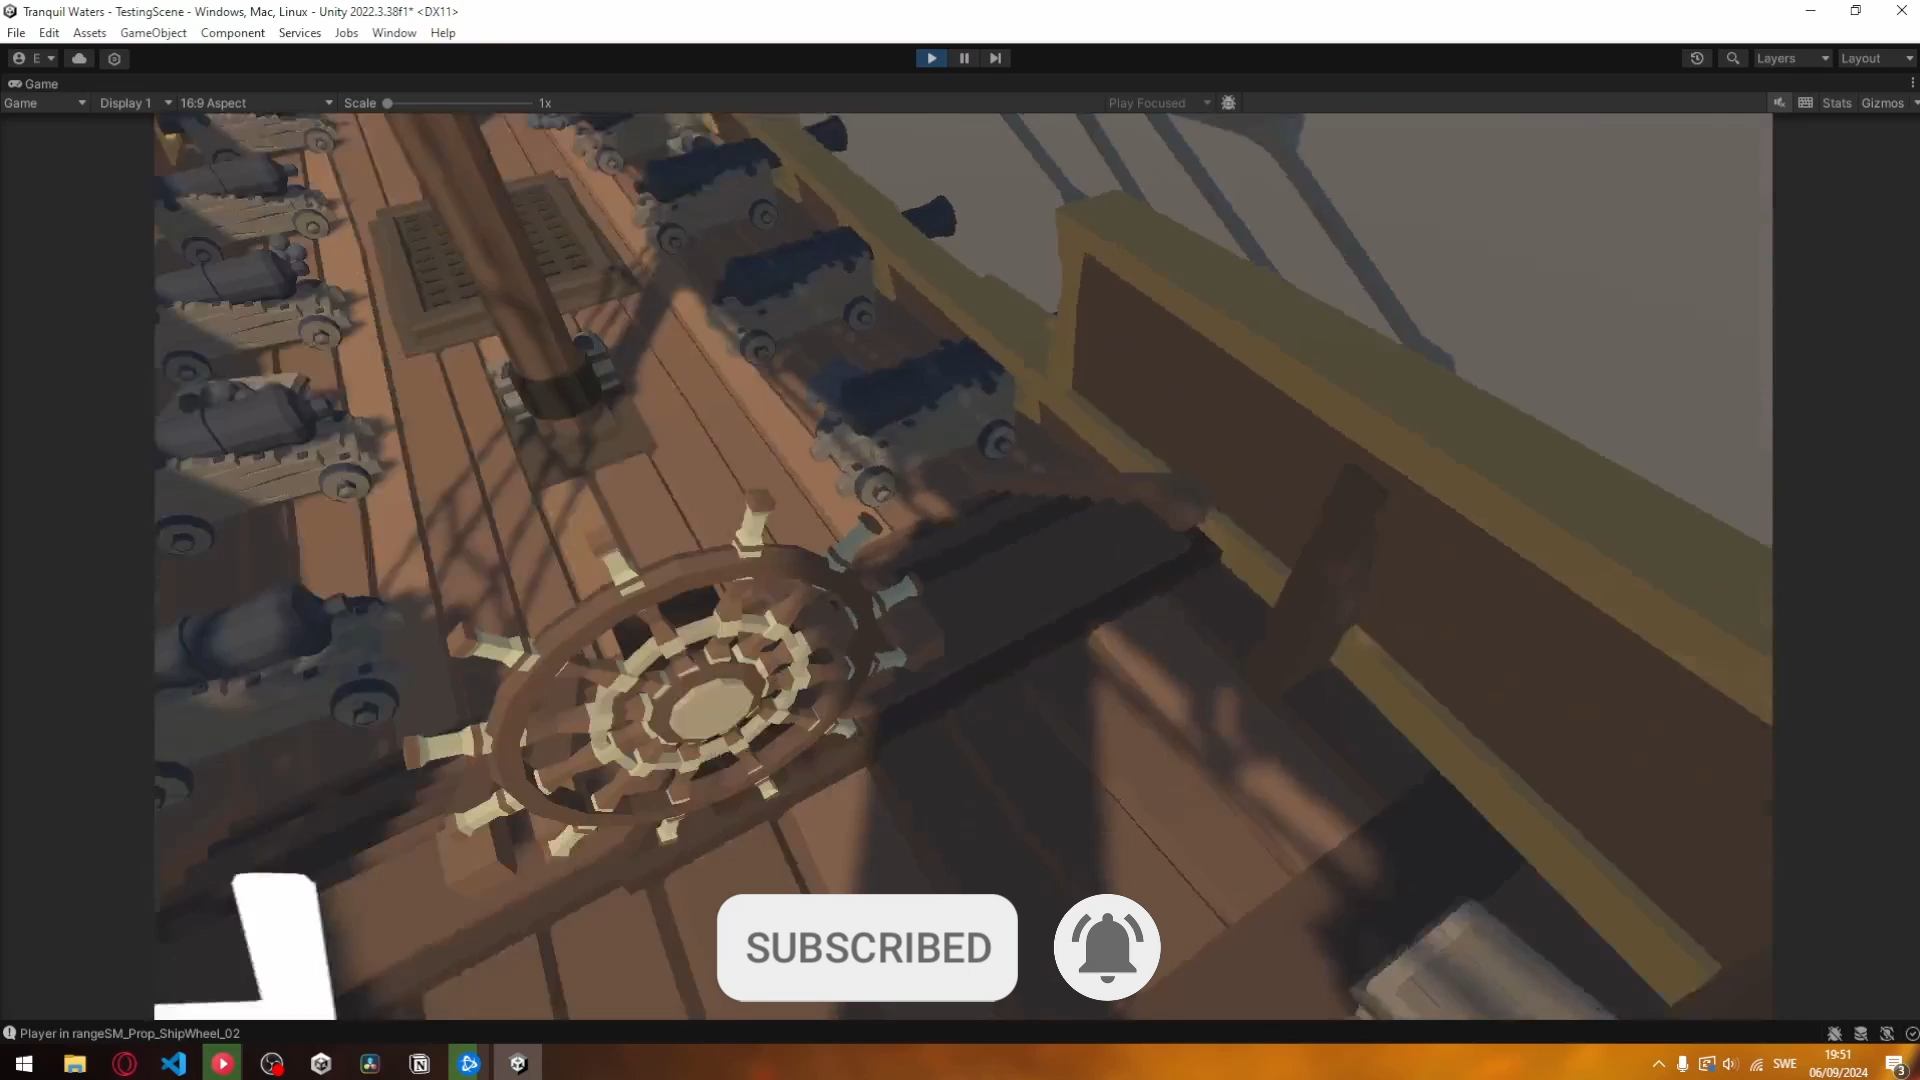 Tranquil Waters - TestingScene - Windows, Mac, Linux - Unity 2022.3.38f1* <DX11>
File Edit Assets GameObject Component Services Jobs Window Help
E Layers Layout
Game
Game Display 1 16:9 Aspect Scale 1x Play Focused Stats Gizmos
SUBSCRIBED
Player in rangeSM_Prop_ShipWheel_02
SWE 19:51
06/09/2024 3